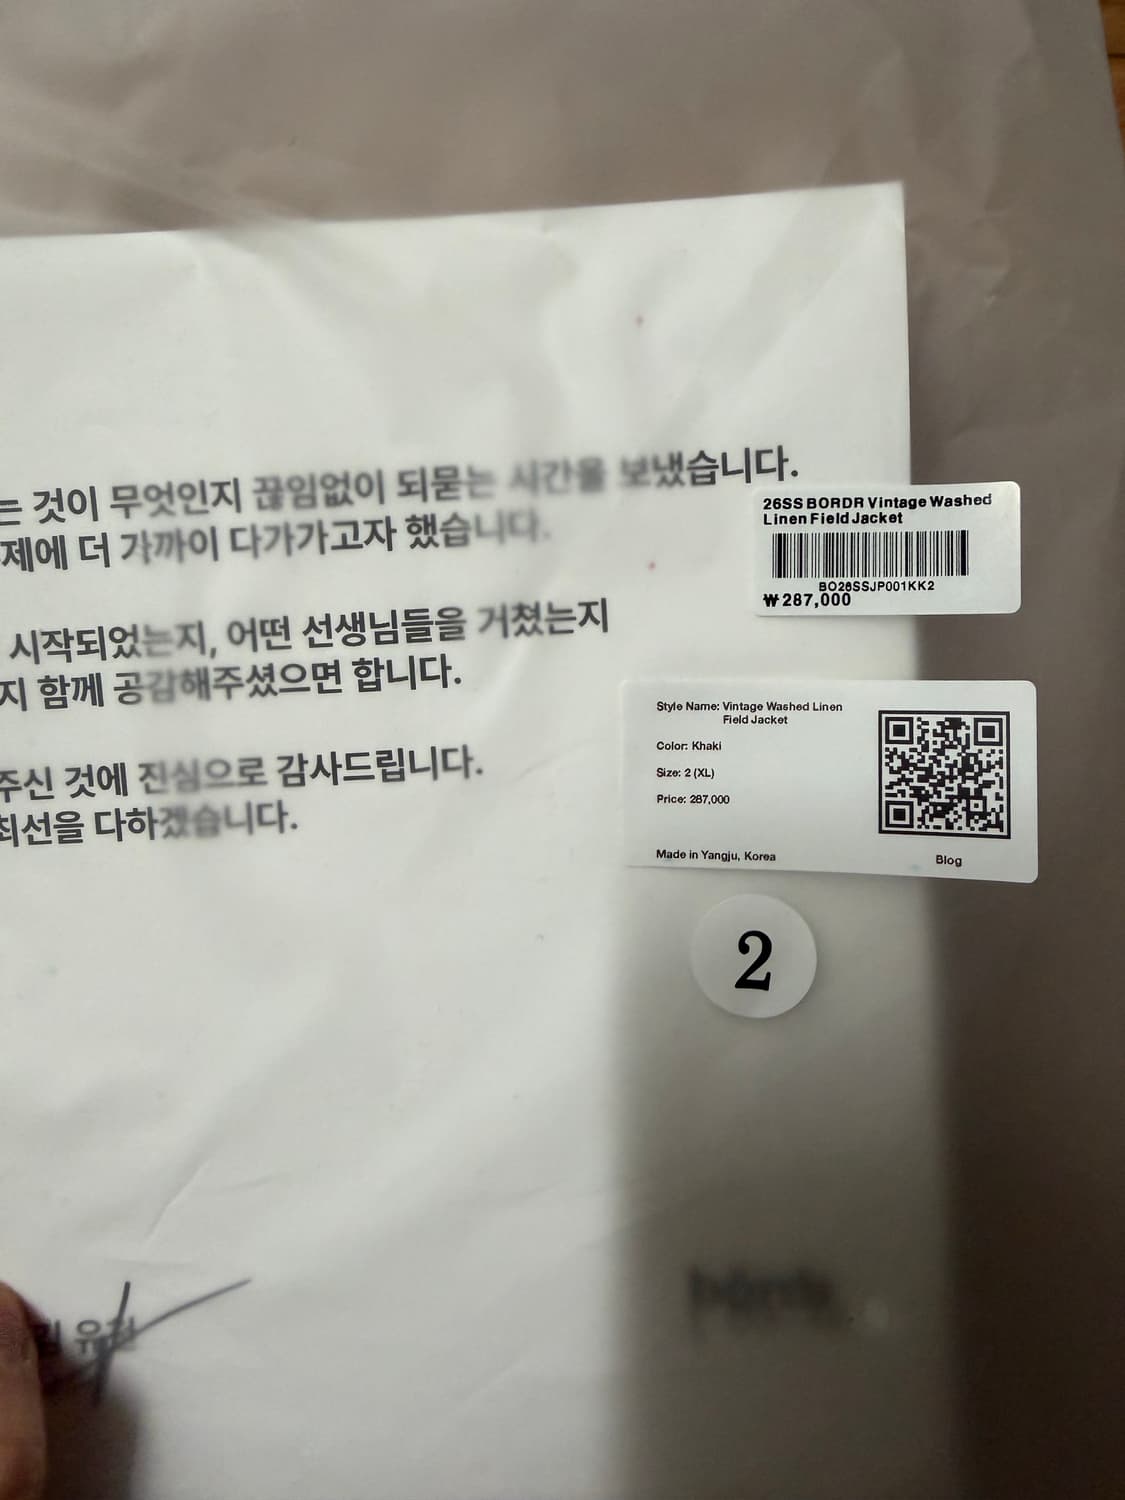 는 것이 무엇인지 끊임없이 되묻는 시간을 보냈습니다.
제에 더 가까이 다가가고자 했습니다.
시작되었는지, 어떤 선생님들을 거쳤는지
지 함께 공감해주셨으면 합니다.
주신 것에 진심으로 감사드립니다.
최선을 다하겠습니다.
26SS BORDR Vintage Washed
Linen Field Jacket
BO26SSJP001KK2
₩287,000
Style Name: Vintage Washed Linen
Field Jacket
Color: Khaki
Size: 2 (XL)
Price: 287,000
Made in Yangju, Korea
Blog
2